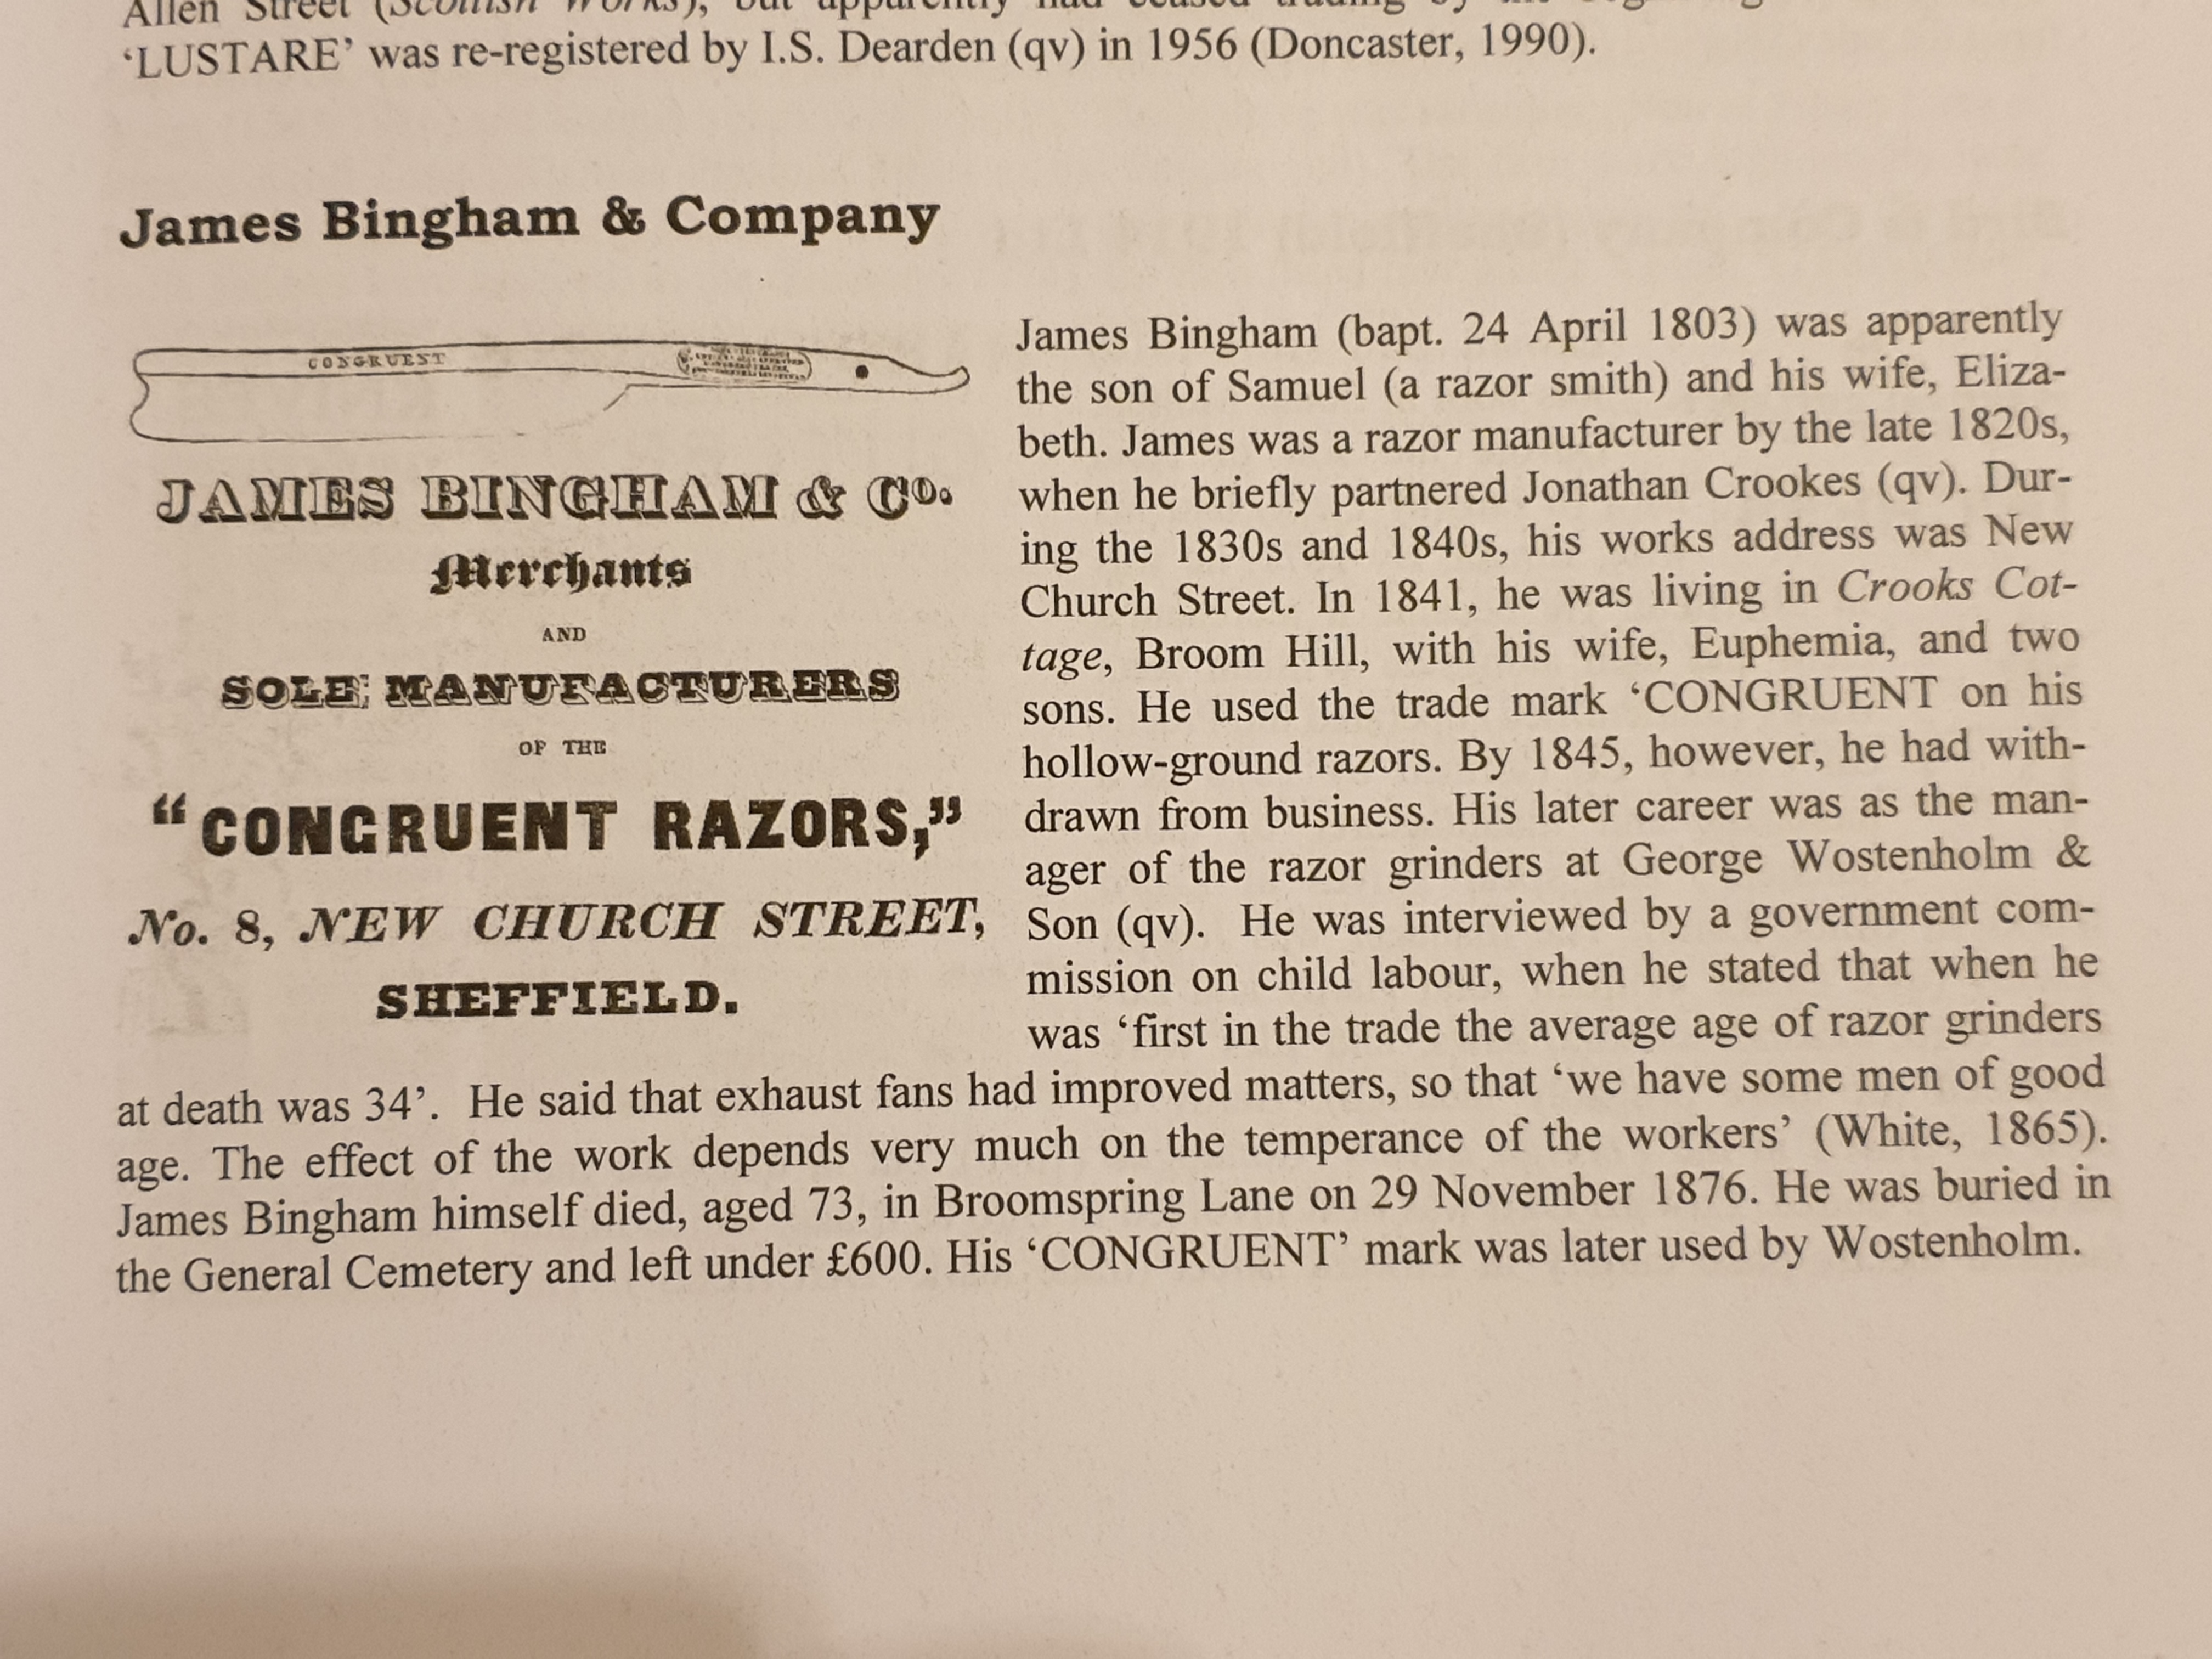 Allen Street (Scottish Works), but apparently had ceased trading by
'LUSTARE' was re-registered by I.S. Dearden (qv) in 1956 (Doncaster, 1990).
James Bingham & Company
CONGRUENT
JAMES BINGHAM & Co.
Merchants
AND
SOLE MANUFACTURERS
OF THE
"CONGRUENT RAZORS,"
No. 8, NEW CHURCH STREET,
SHEFFIELD.
James Bingham (bapt. 24 April 1803) was apparently
the son of Samuel (a razor smith) and his wife, Eliza-
beth. James was a razor manufacturer by the late 1820s,
when he briefly partnered Jonathan Crookes (qv). Dur-
ing the 1830s and 1840s, his works address was New
Church Street. In 1841, he was living in Crooks Cot-
tage, Broom Hill, with his wife, Euphemia, and two
sons. He used the trade mark 'CONGRUENT on his
hollow-ground razors. By 1845, however, he had with-
drawn from business. His later career was as the man-
ager of the razor grinders at George Wostenholm &
Son (qv). He was interviewed by a government com-
mission on child labour, when he stated that when he
was 'first in the trade the average age of razor grinders
at death was 34'. He said that exhaust fans had improved matters, so that 'we have some men of good
age. The effect of the work depends very much on the temperance of the workers' (White, 1865).
James Bingham himself died, aged 73, in Broomspring Lane on 29 November 1876. He was buried in
the General Cemetery and left under £600. His 'CONGRUENT' mark was later used by Wostenholm.